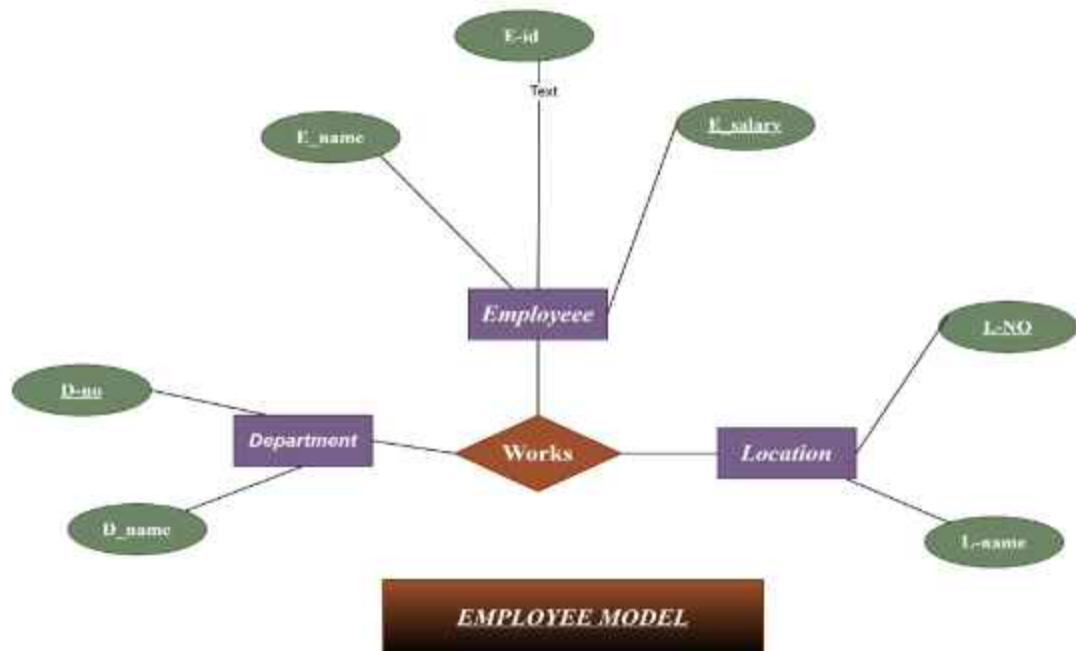 E-id
Text
E_name
E_salary
Employeee
L-NO
D-no
Department
Works
Location
D_name
L-name
EMPLOYEE MODEL